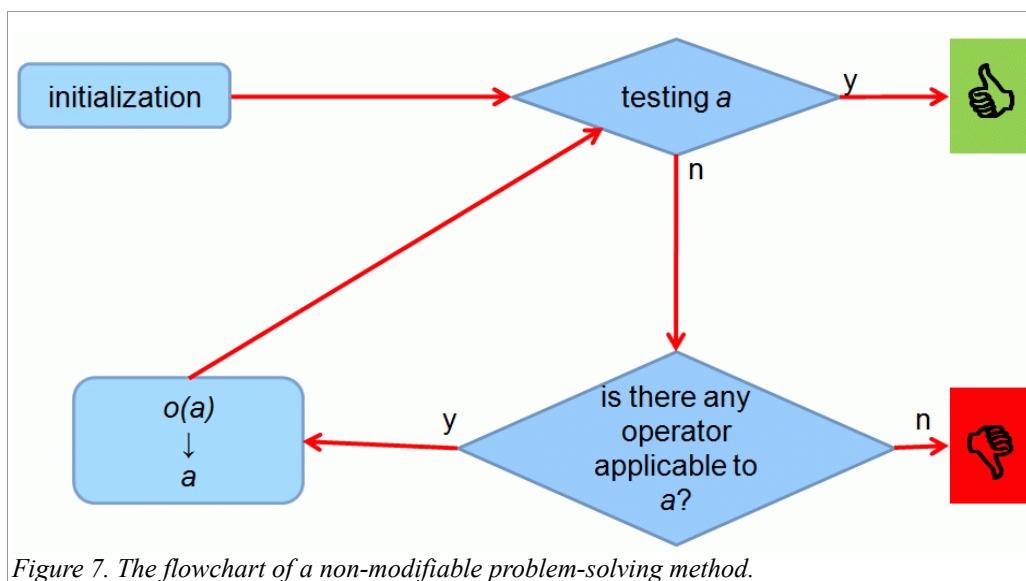 initialization
testing a
y
n
is there any
operator
applicable to
a?
y
n
o(a)
↓
a
Figure 7. The flowchart of a non-modifiable problem-solving method.